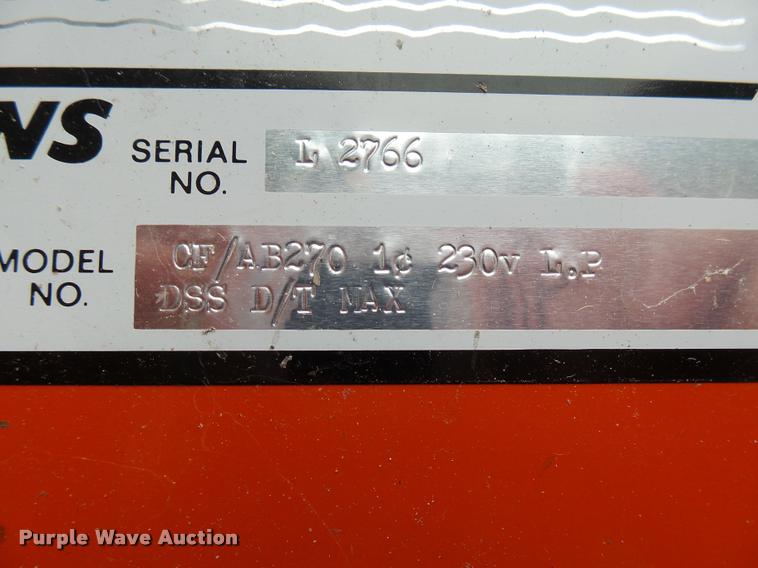 NS
SERIAL
NO.
L 2766
MODEL
NO.
CF/AB270 1¢ 230v L.P
DSS D/T MAX
Purple Wave Auction